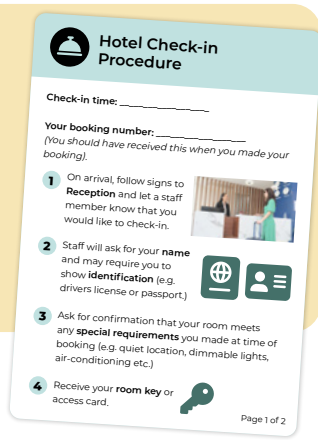 Hotel Check-in
Procedure
Check-in time: ________________
Your booking number: ________________
(You should have received this when you made your
booking).
1 On arrival, follow signs to
Reception and let a staff
member know that you
would like to check-in.
2 Staff will ask for your name
and may require you to
show identification (e.g.
drivers license or passport.)
3 Ask for confirmation that your room meets
any special requirements you made at time of
booking (e.g. quiet location, dimmable lights,
air-conditioning etc.)
4 Receive your room key or
access card.
Page 1 of 2